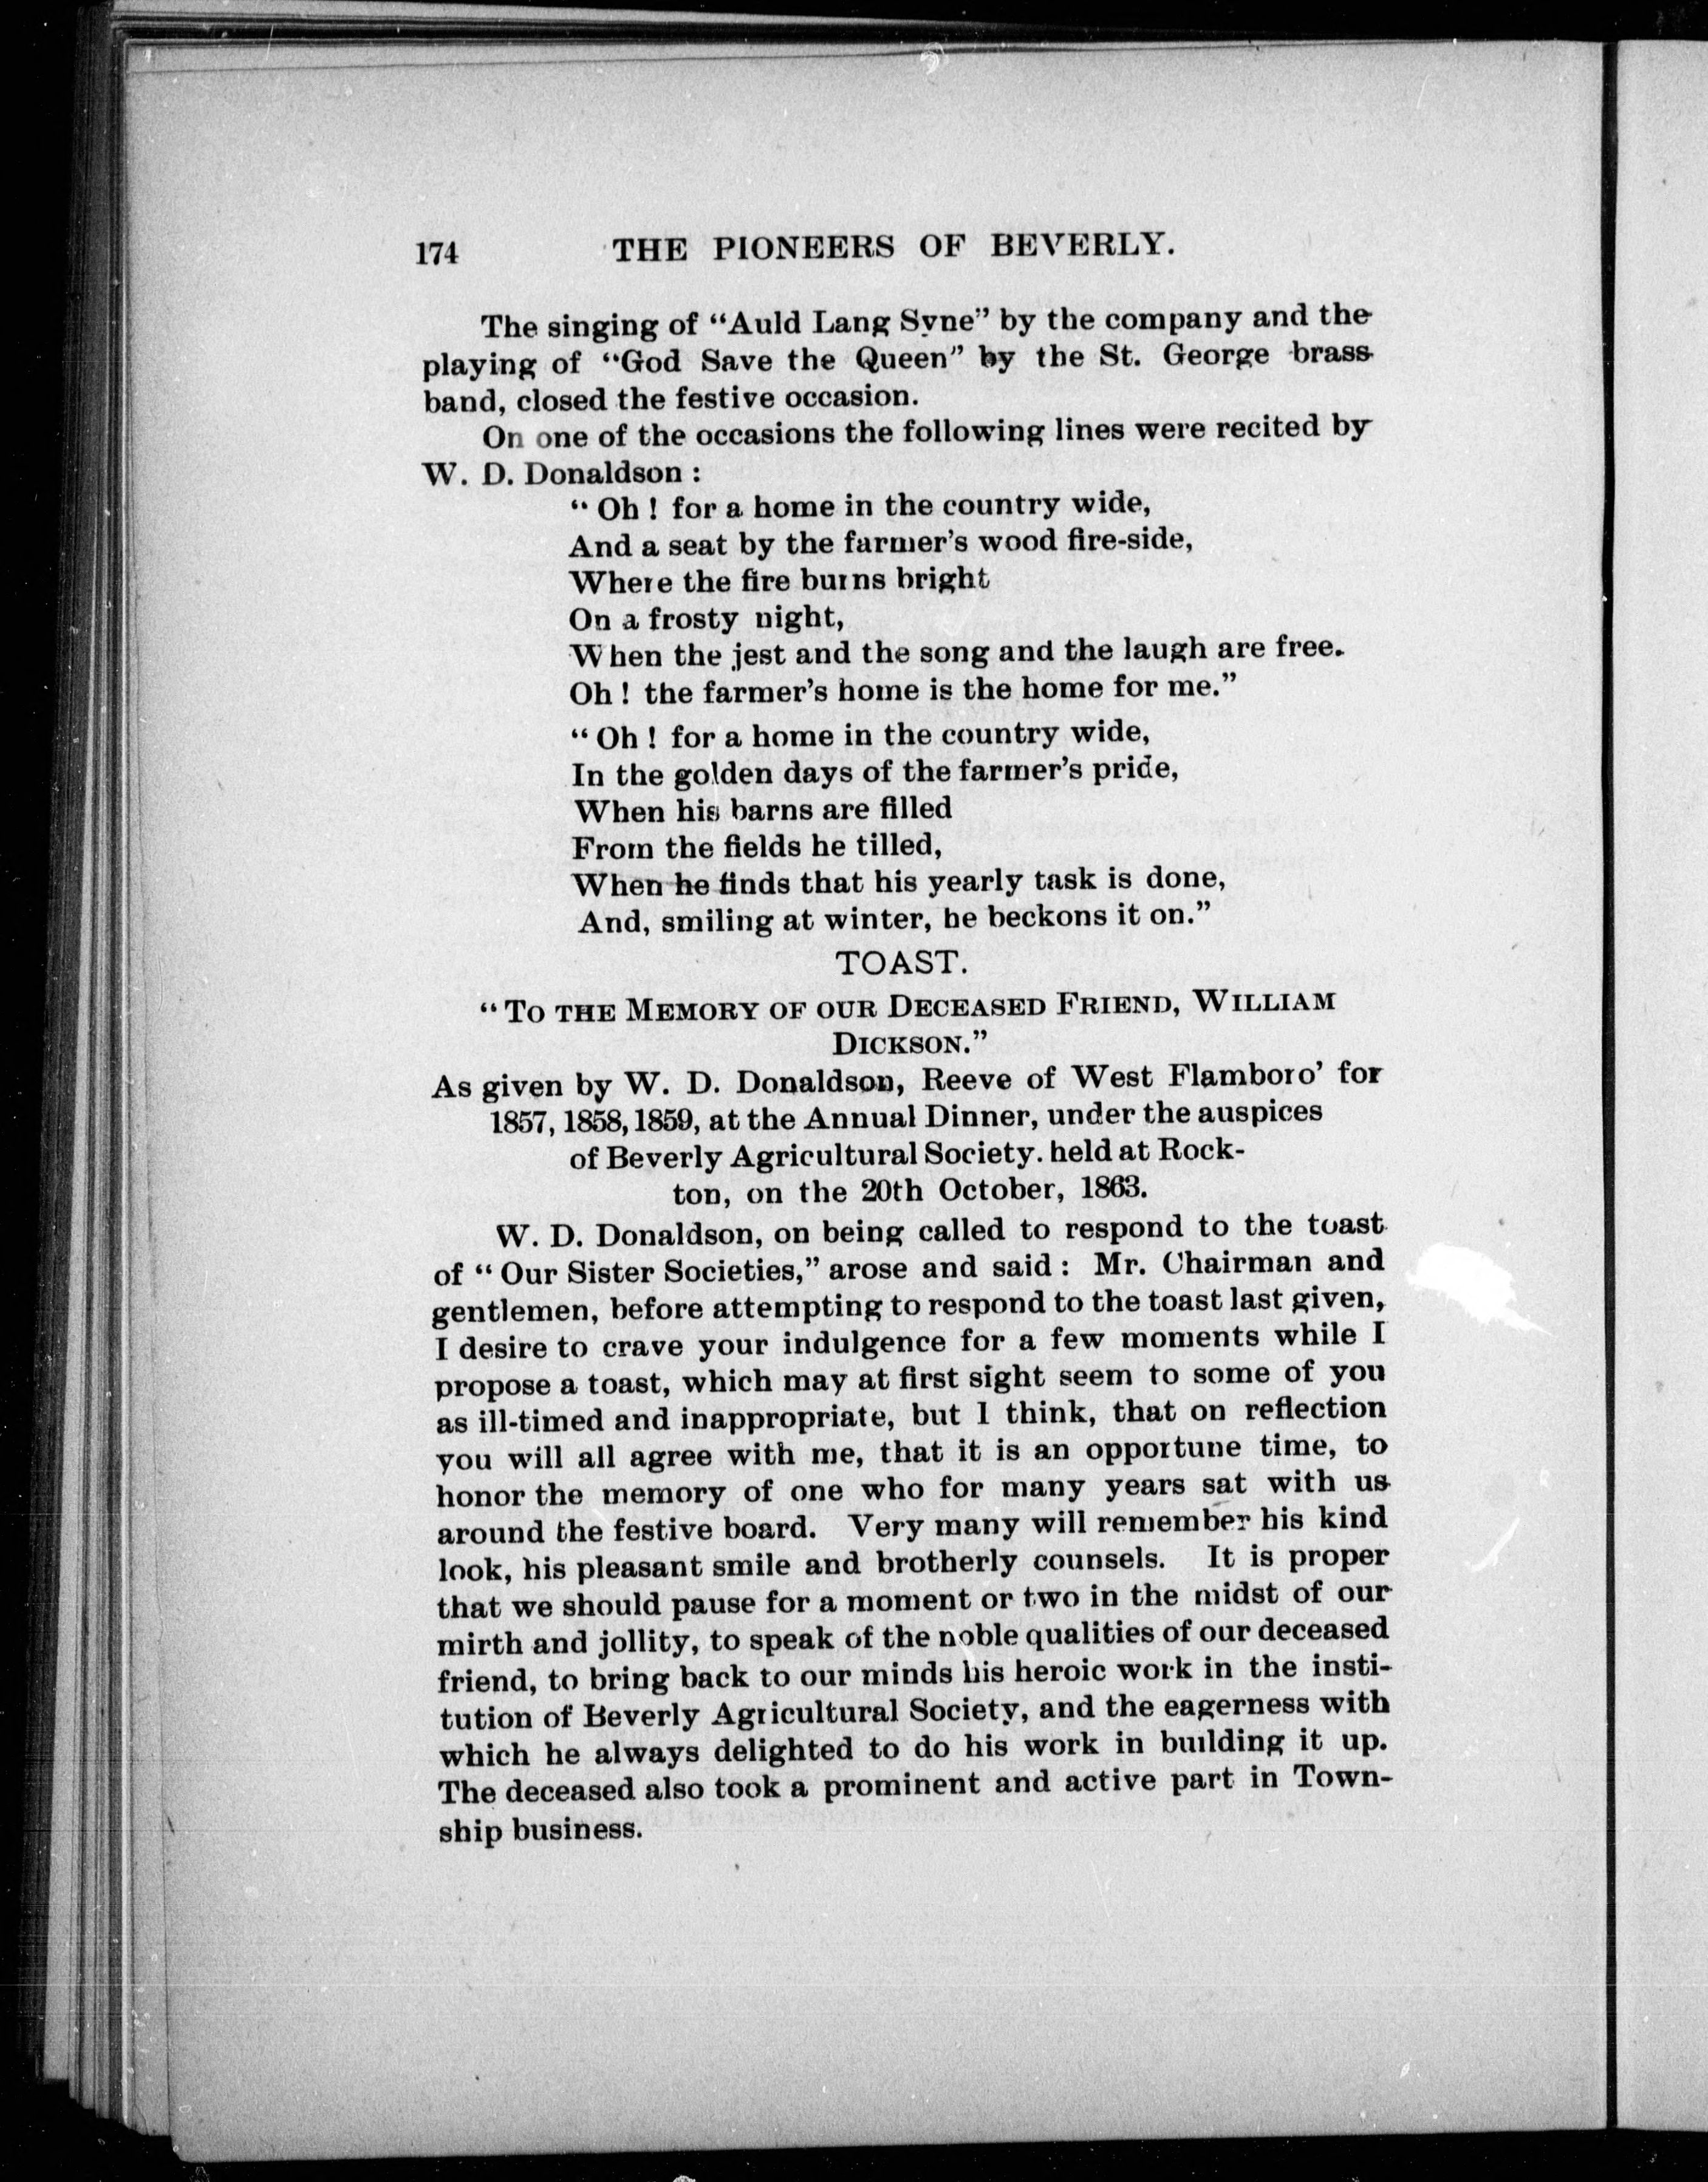 174 THE PIONEERS OF BEVERLY.
The singing of “Auld Lang Syne” by the company and the
playing of “God Save the Queen” by the St. George brass
band, closed the festive occasion.
On one of the occasions the following lines were recited by
W. D. Donaldson :
“ Oh ! for a home in the country wide,
And a seat by the farmer’s wood fire-side,
Where the fire burns bright
On a frosty night,
When the jest and the song and the laugh are free.
Oh ! the farmer’s home is the home for me.”
“ Oh ! for a home in the country wide,
In the golden days of the farmer’s pride,
When his barns are filled
From the fields he tilled,
When he finds that his yearly task is done,
And, smiling at winter, he beckons it on.”
TOAST.
“ TO THE MEMORY OF OUR DECEASED FRIEND, WILLIAM
DICKSON.”
As given by W. D. Donaldson, Reeve of West Flamboro’ for
1857, 1858, 1859, at the Annual Dinner, under the auspices
of Beverly Agricultural Society. held at Rock-
ton, on the 20th October, 1863.
W. D. Donaldson, on being called to respond to the toast
of “ Our Sister Societies,” arose and said : Mr. Chairman and
gentlemen, before attempting to respond to the toast last given,
I desire to crave your indulgence for a few moments while I
propose a toast, which may at first sight seem to some of you
as ill-timed and inappropriate, but I think, that on reflection
you will all agree with me, that it is an opportune time, to
honor the memory of one who for many years sat with us
around the festive board. Very many will remember his kind
look, his pleasant smile and brotherly counsels. It is proper
that we should pause for a moment or two in the midst of our
mirth and jollity, to speak of the noble qualities of our deceased
friend, to bring back to our minds his heroic work in the insti-
tution of Beverly Agricultural Society, and the eagerness with
which he always delighted to do his work in building it up.
The deceased also took a prominent and active part in Town-
ship business.